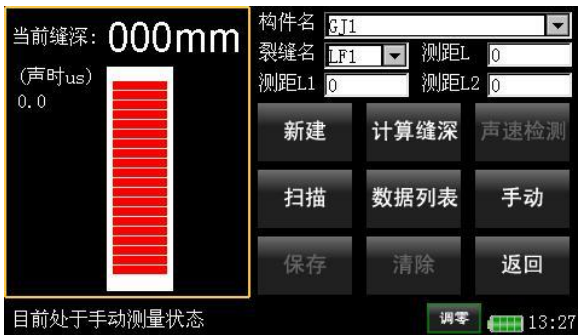 当前缝深: 000mm
(声时us)
0.0
构件名 GJ1
裂缝名 LF1 测距L 0
测距L1 0 测距L2 0
新建 计算缝深 声速检测
扫描 数据列表 手动
保存 清除 返回
目前处于手动测量状态 调零 13:27